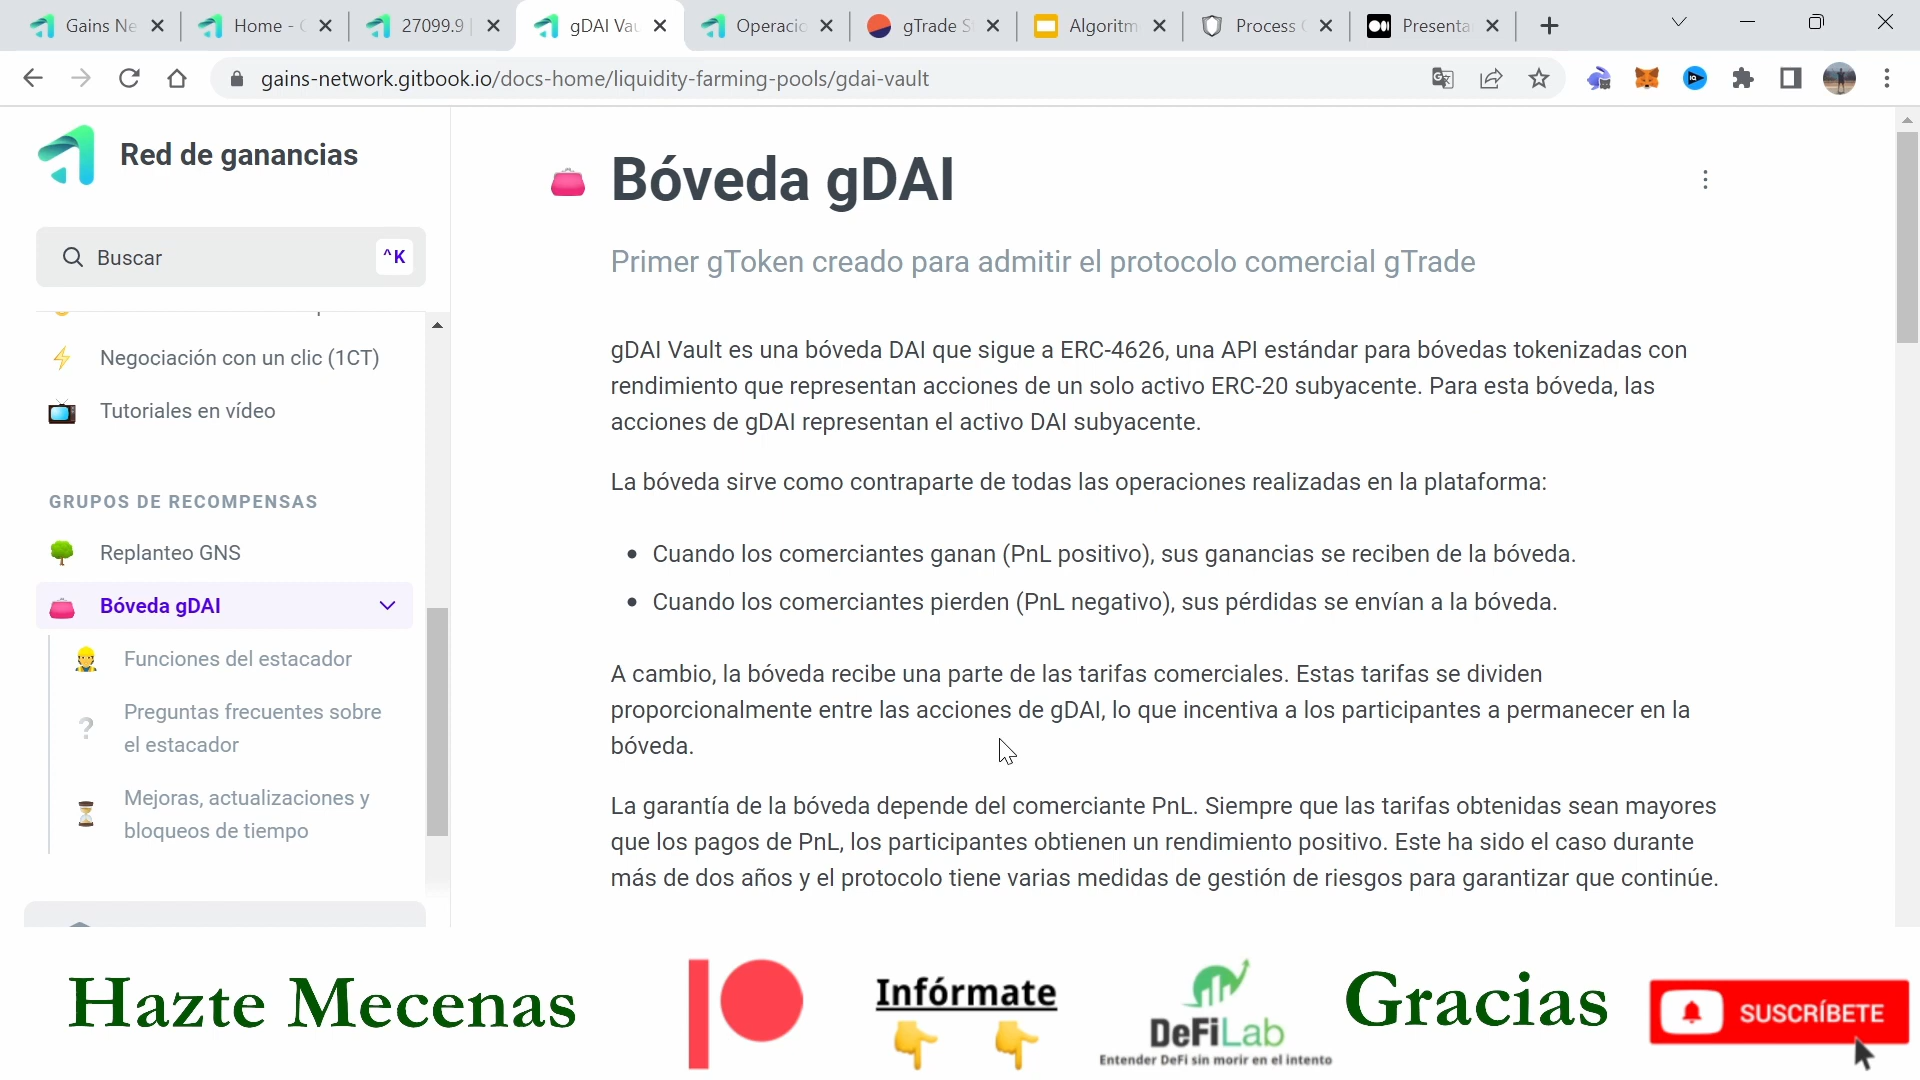 Gains Ne
Home - G
27099.9 |
gDAI Vau
Operacio
gTrade S
Algoritm
Process
Presenta
gains-network.gitbook.io/docs-home/liquidity-farming-pools/gdai-vault
Red de ganancias
Buscar
^K
Negociación con un clic (1CT)
Tutoriales en vídeo
GRUPOS DE RECOMPENSAS
Replanteo GNS
Bóveda gDAI
Funciones del estacador
Preguntas frecuentes sobre
el estacador
Mejoras, actualizaciones y
bloqueos de tiempo
Bóveda gDAI
Primer gToken creado para admitir el protocolo comercial gTrade
gDAI Vault es una bóveda DAI que sigue a ERC-4626, una API estándar para bóvedas tokenizadas con
rendimiento que representan acciones de un solo activo ERC-20 subyacente. Para esta bóveda, las
acciones de gDAI representan el activo DAI subyacente.
La bóveda sirve como contraparte de todas las operaciones realizadas en la plataforma:
• Cuando los comerciantes ganan (PnL positivo), sus ganancias se reciben de la bóveda.
• Cuando los comerciantes pierden (PnL negativo), sus pérdidas se envían a la bóveda.
A cambio, la bóveda recibe una parte de las tarifas comerciales. Estas tarifas se dividen
proporcionalmente entre las acciones de gDAI, lo que incentiva a los participantes a permanecer en la
bóveda.
La garantía de la bóveda depende del comerciante PnL. Siempre que las tarifas obtenidas sean mayores
que los pagos de PnL, los participantes obtienen un rendimiento positivo. Este ha sido el caso durante
más de dos años y el protocolo tiene varias medidas de gestión de riesgos para garantizar que continúe.
Hazte Mecenas
Infórmate
DeFiLab
Entender DeFi sin morir en el intento
Gracias
SUSCRÍBETE